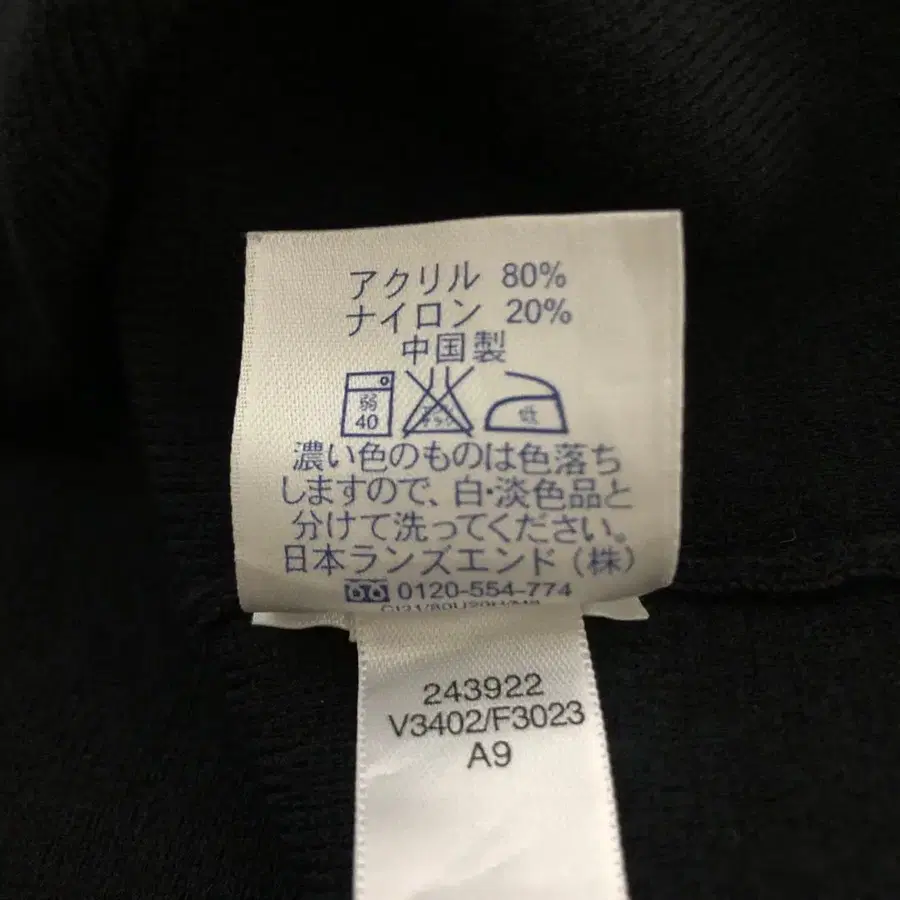 アクリル 80%
ナイロン 20%
中国製
弱
40
低
濃い色のものは色落ち
しますので、白・淡色品と
分けて洗ってください。
日本ランズエンド（株）
0120-554-774
243922
V3402/F3023
A9